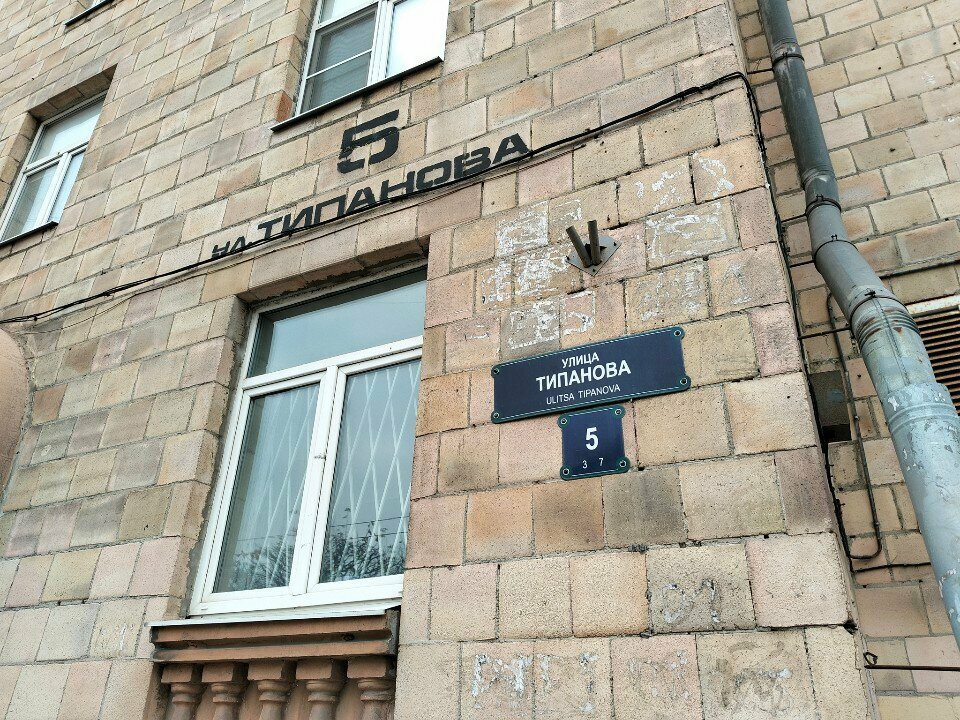 5
на ТИПАНОВА
УЛИЦА
ТИПАНОВА
ULITSA TIPANOVA
5
3 7